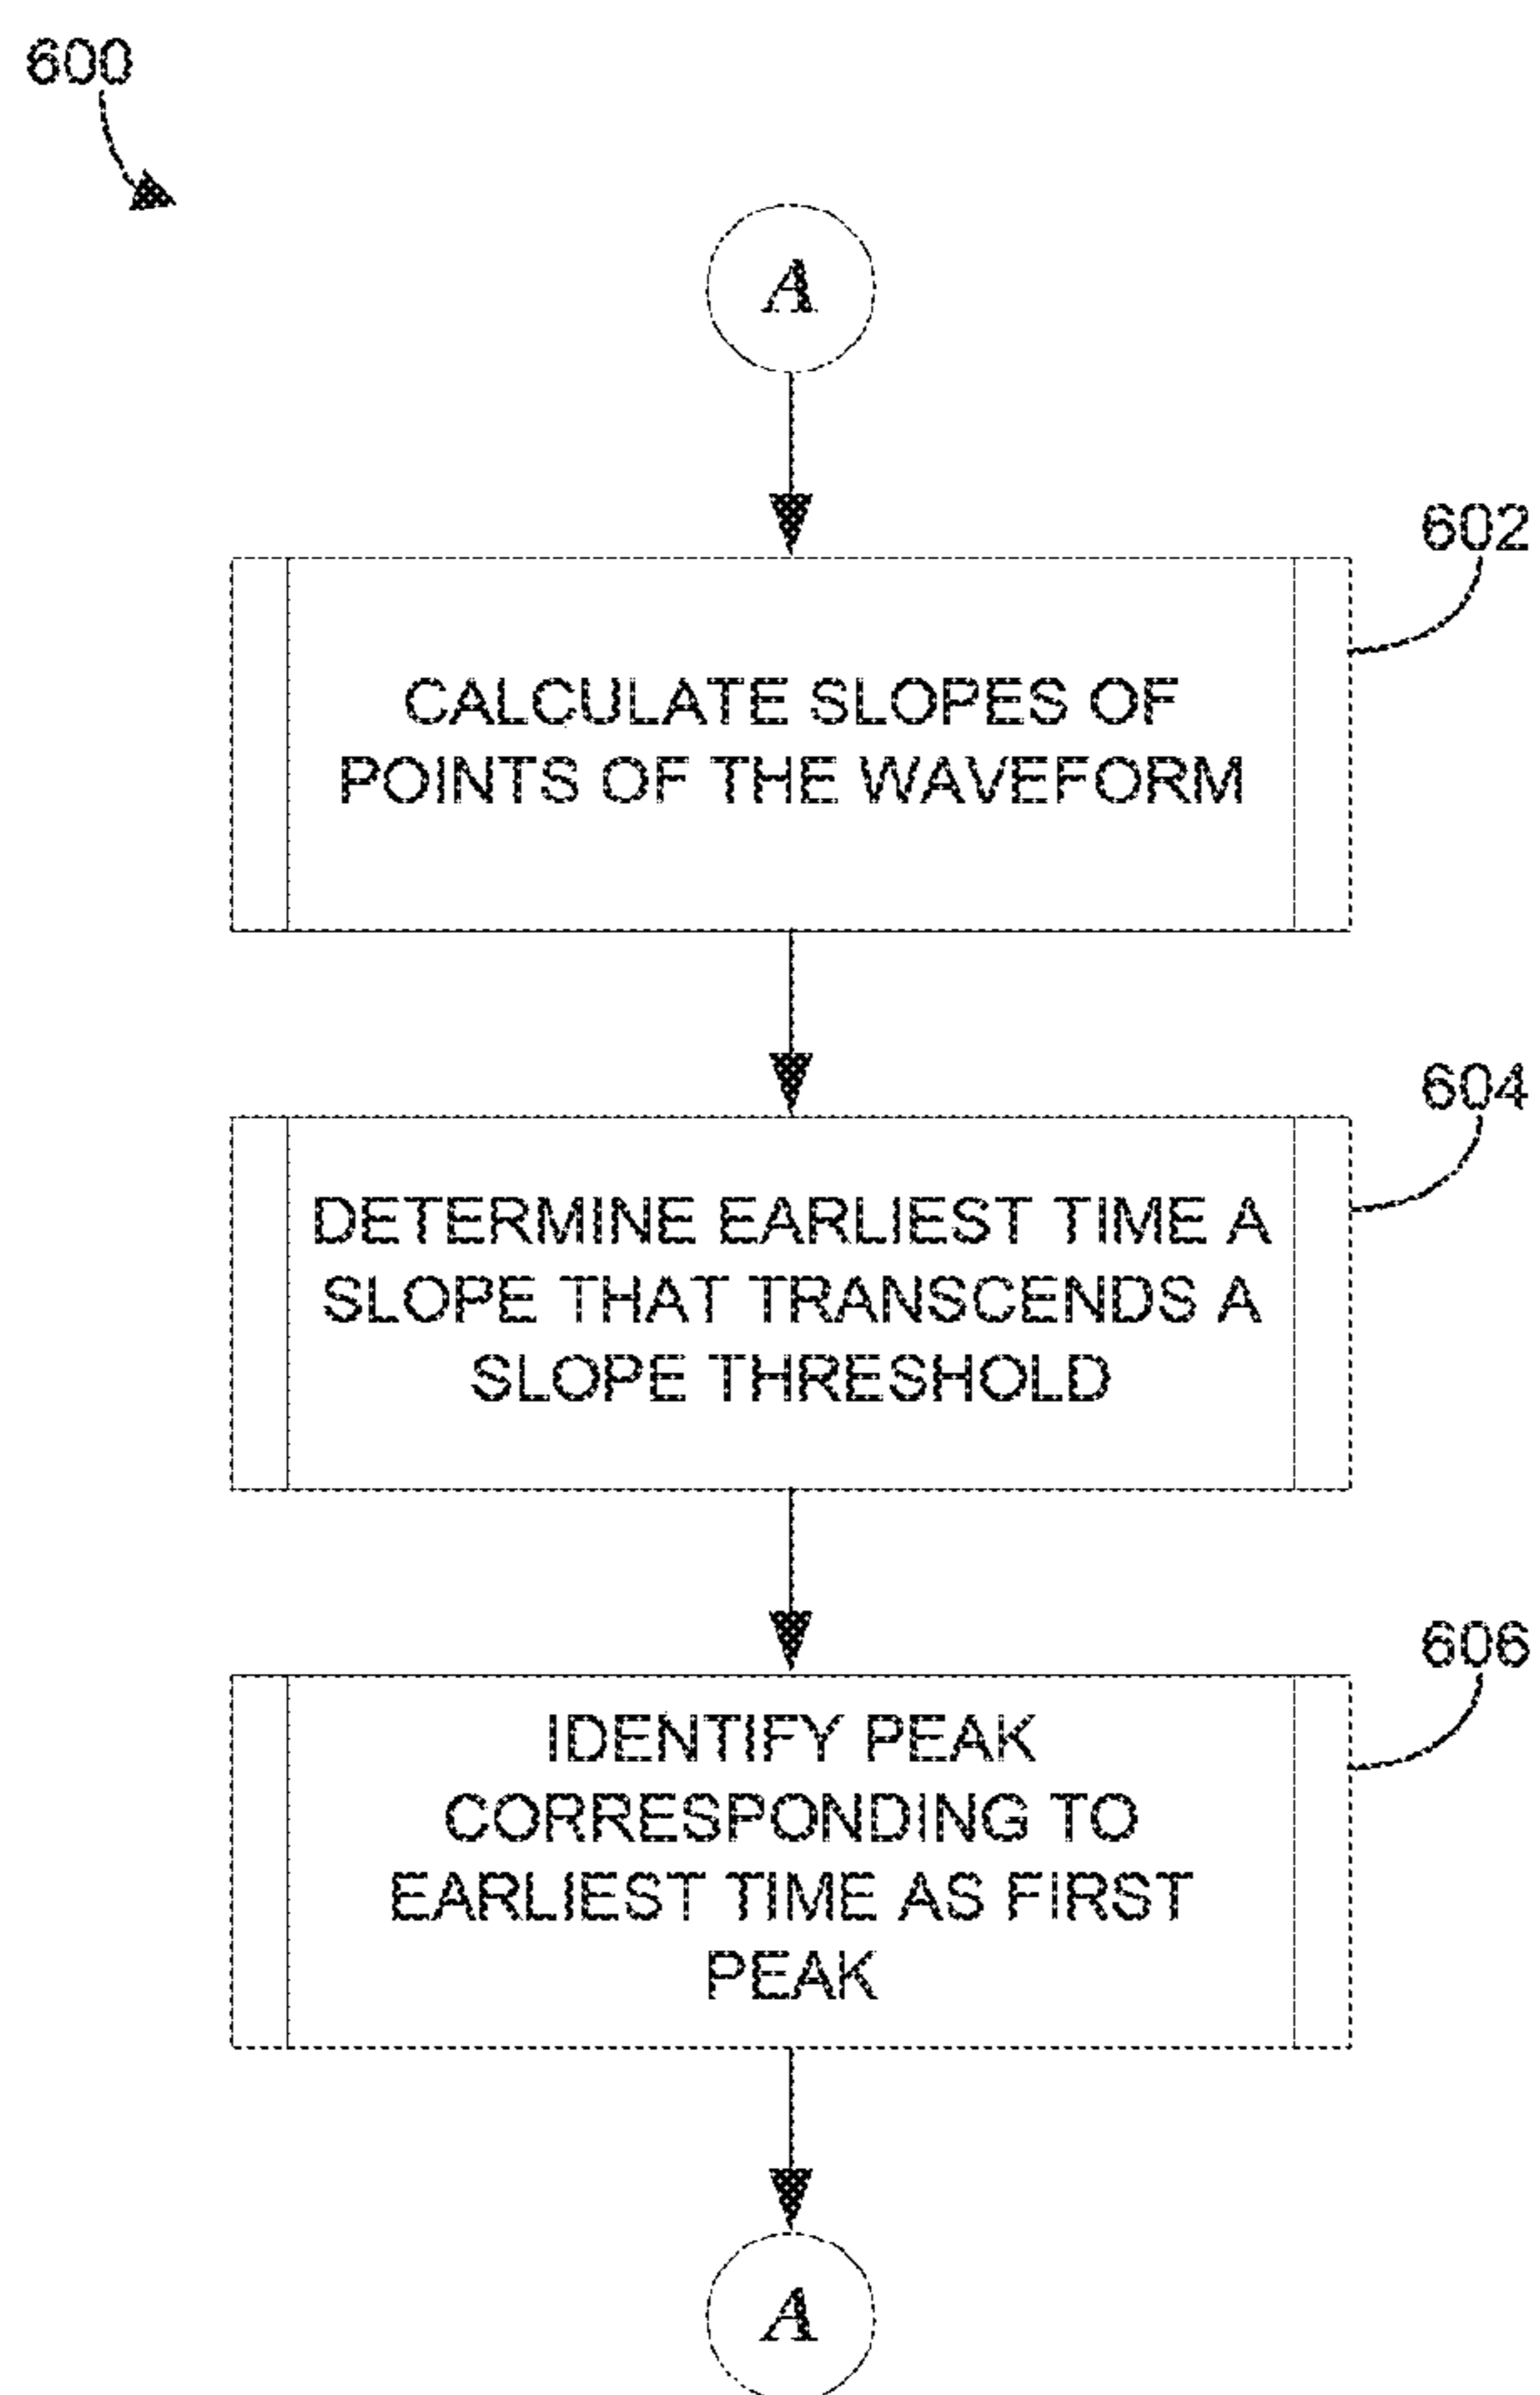 600
A
602
CALCULATE SLOPES OF
POINTS OF THE WAVEFORM
604
DETERMINE EARLIEST TIME A
SLOPE THAT TRANSCENDS A
SLOPE THRESHOLD
606
IDENTIFY PEAK
CORRESPONDING TO
EARLIEST TIME AS FIRST
PEAK
A